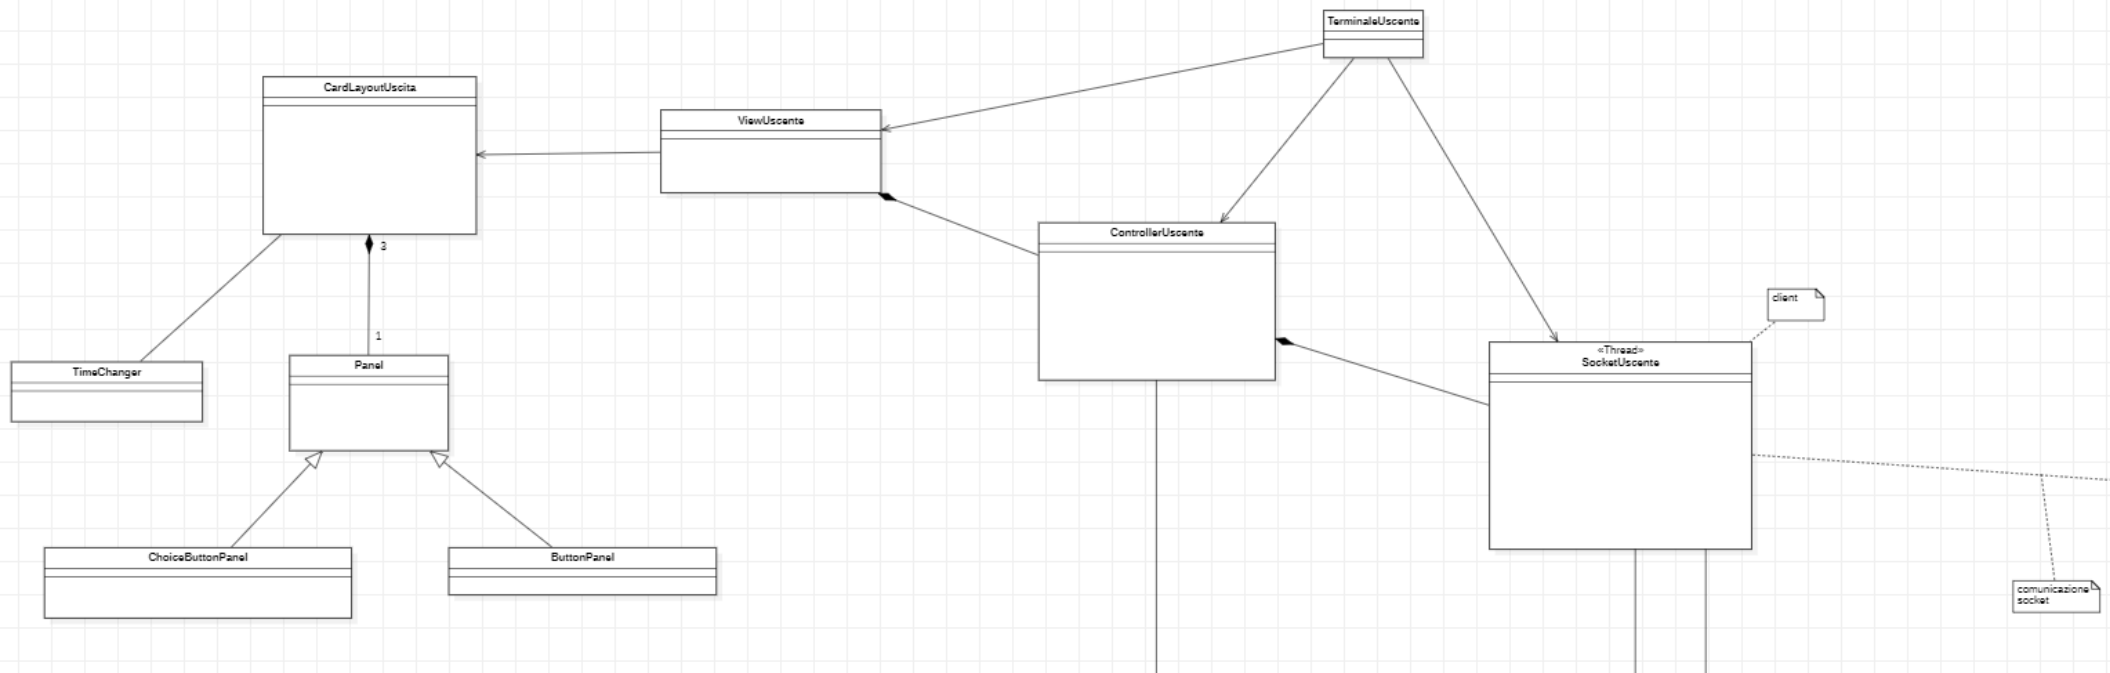 TerminaleUscente
CardLayoutUscita
ViewUscente
ControllerUscente
3
client
1
«Thread»
SocketUscente
TimeChanger
Panel
ChoiceButtonPanel
ButtonPanel
comunicazione
socket